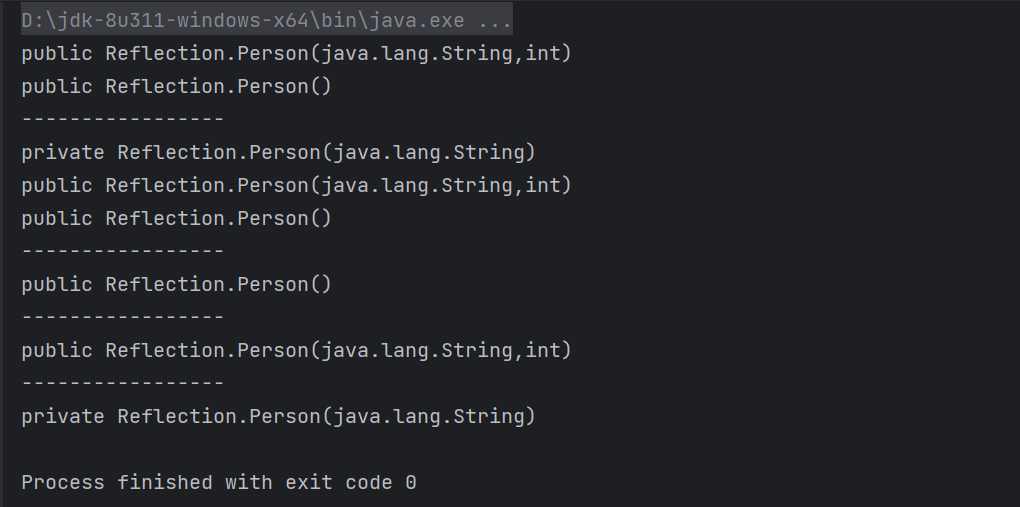 D:\jdk-8u311-windows-x64\bin\java.exe ...
public Reflection.Person(java.lang.String,int)
public Reflection.Person()
-----------------
private Reflection.Person(java.lang.String)
public Reflection.Person(java.lang.String,int)
public Reflection.Person()
-----------------
public Reflection.Person()
-----------------
public Reflection.Person(java.lang.String,int)
-----------------
private Reflection.Person(java.lang.String)
Process finished with exit code 0